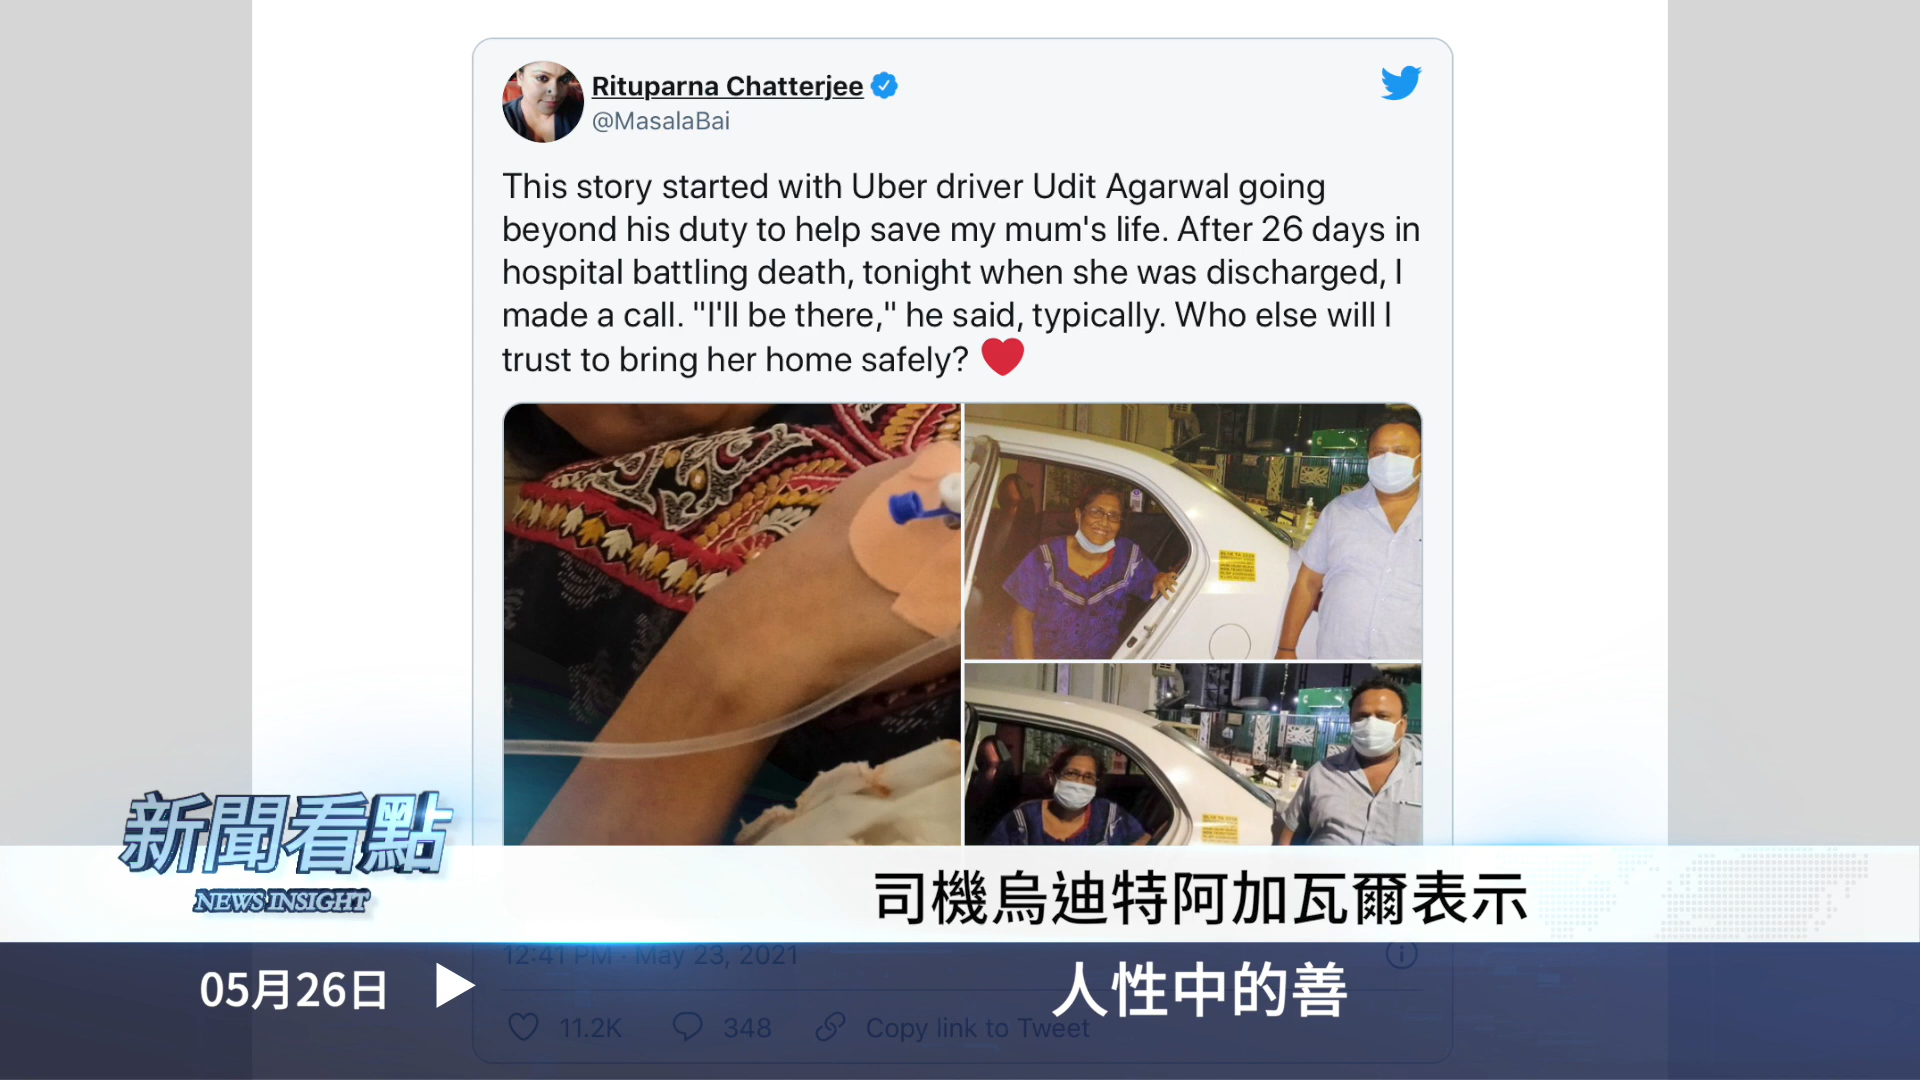 Rituparna Chatterjee
@MasalaBai
This story started with Uber driver Udit Agarwal going
beyond his duty to help save my mum's life. After 26 days in
hospital battling death, tonight when she was discharged, I
made a call. "I'll be there," he said, typically. Who else will I
trust to bring her home safely? ❤️
新聞看點
NEWS INSIGHT
司機烏迪特阿加瓦爾表示
12:41 PM · May 23, 2021
05月26日
人性中的善
11.2K 348 Copy link to Tweet